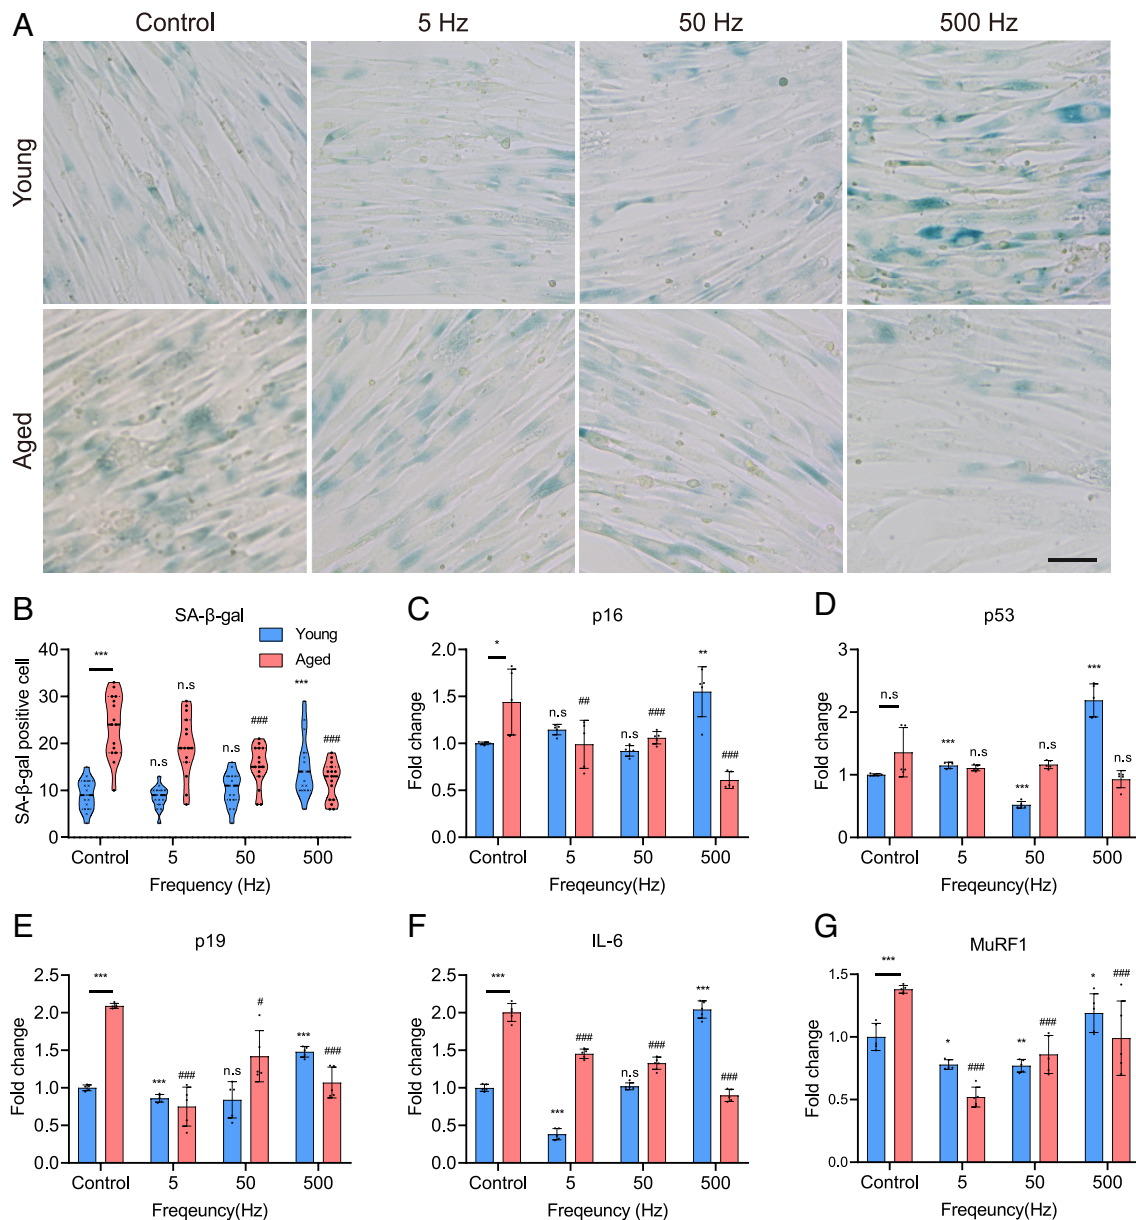 A
Control
5 Hz
50 Hz
500 Hz
Young
Aged
B
SA-β-gal
Young
Aged
SA-β-gal positive cell
40
30
20
10
0
***
n.s
n.s
n.s
###
***
###
Control
5
50
500
Frequency (Hz)
C
p16
Fold change
2.0
1.5
1.0
0.5
0.0
*
n.s
##
n.s
###
**
###
Control
5
50
500
Freqeuncy(Hz)
D
p53
Fold change
3
2
1
0
n.s
***
n.s
***
n.s
***
n.s
Control
5
50
500
Freqeuncy(Hz)
E
p19
Fold change
2.5
2.0
1.5
1.0
0.5
0.0
***
***
###
n.s
#
***
###
Control
5
50
500
Freqeuncy(Hz)
F
IL-6
Fold change
2.5
2.0
1.5
1.0
0.5
0.0
***
***
###
n.s
###
***
###
Control
5
50
500
Freqeuncy(Hz)
G
MuRF1
Fold change
1.5
1.0
0.5
0.0
***
*
###
**
###
*
###
Control
5
50
500
Freqeuncy(Hz)